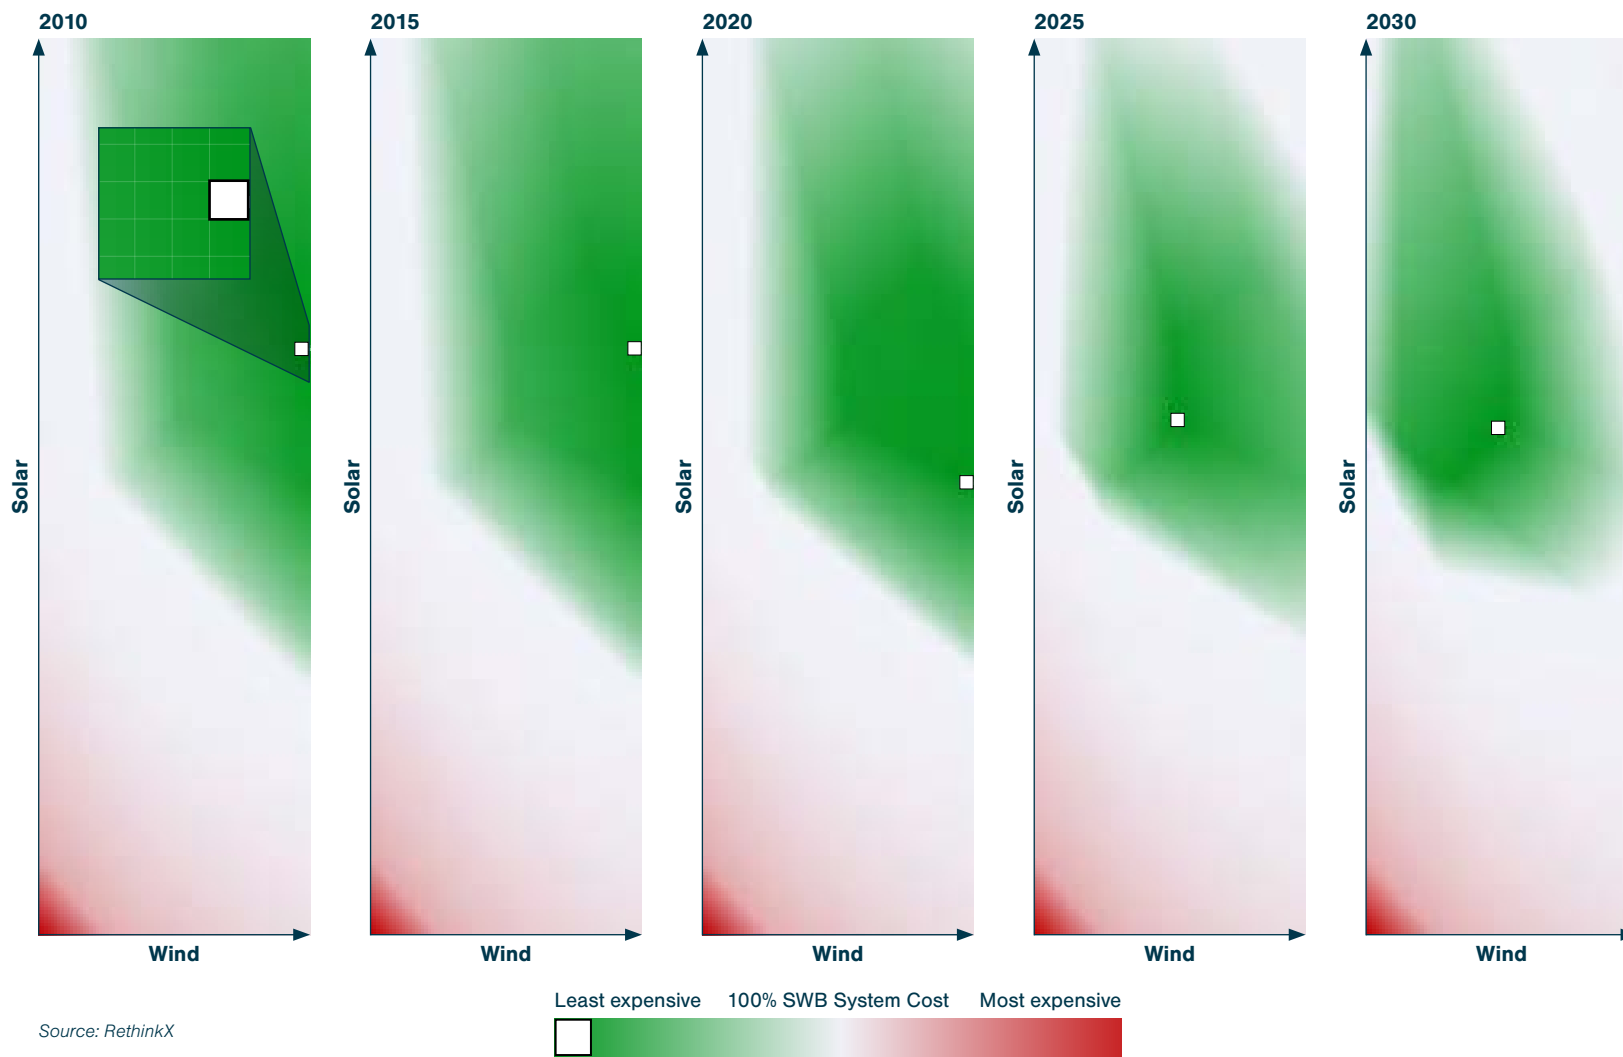 2010 2015 2020 2025 2030
Solar Solar Solar Solar Solar
Wind Wind Wind Wind Wind
Least expensive 100% SWB System Cost Most expensive
Source: RethinkX